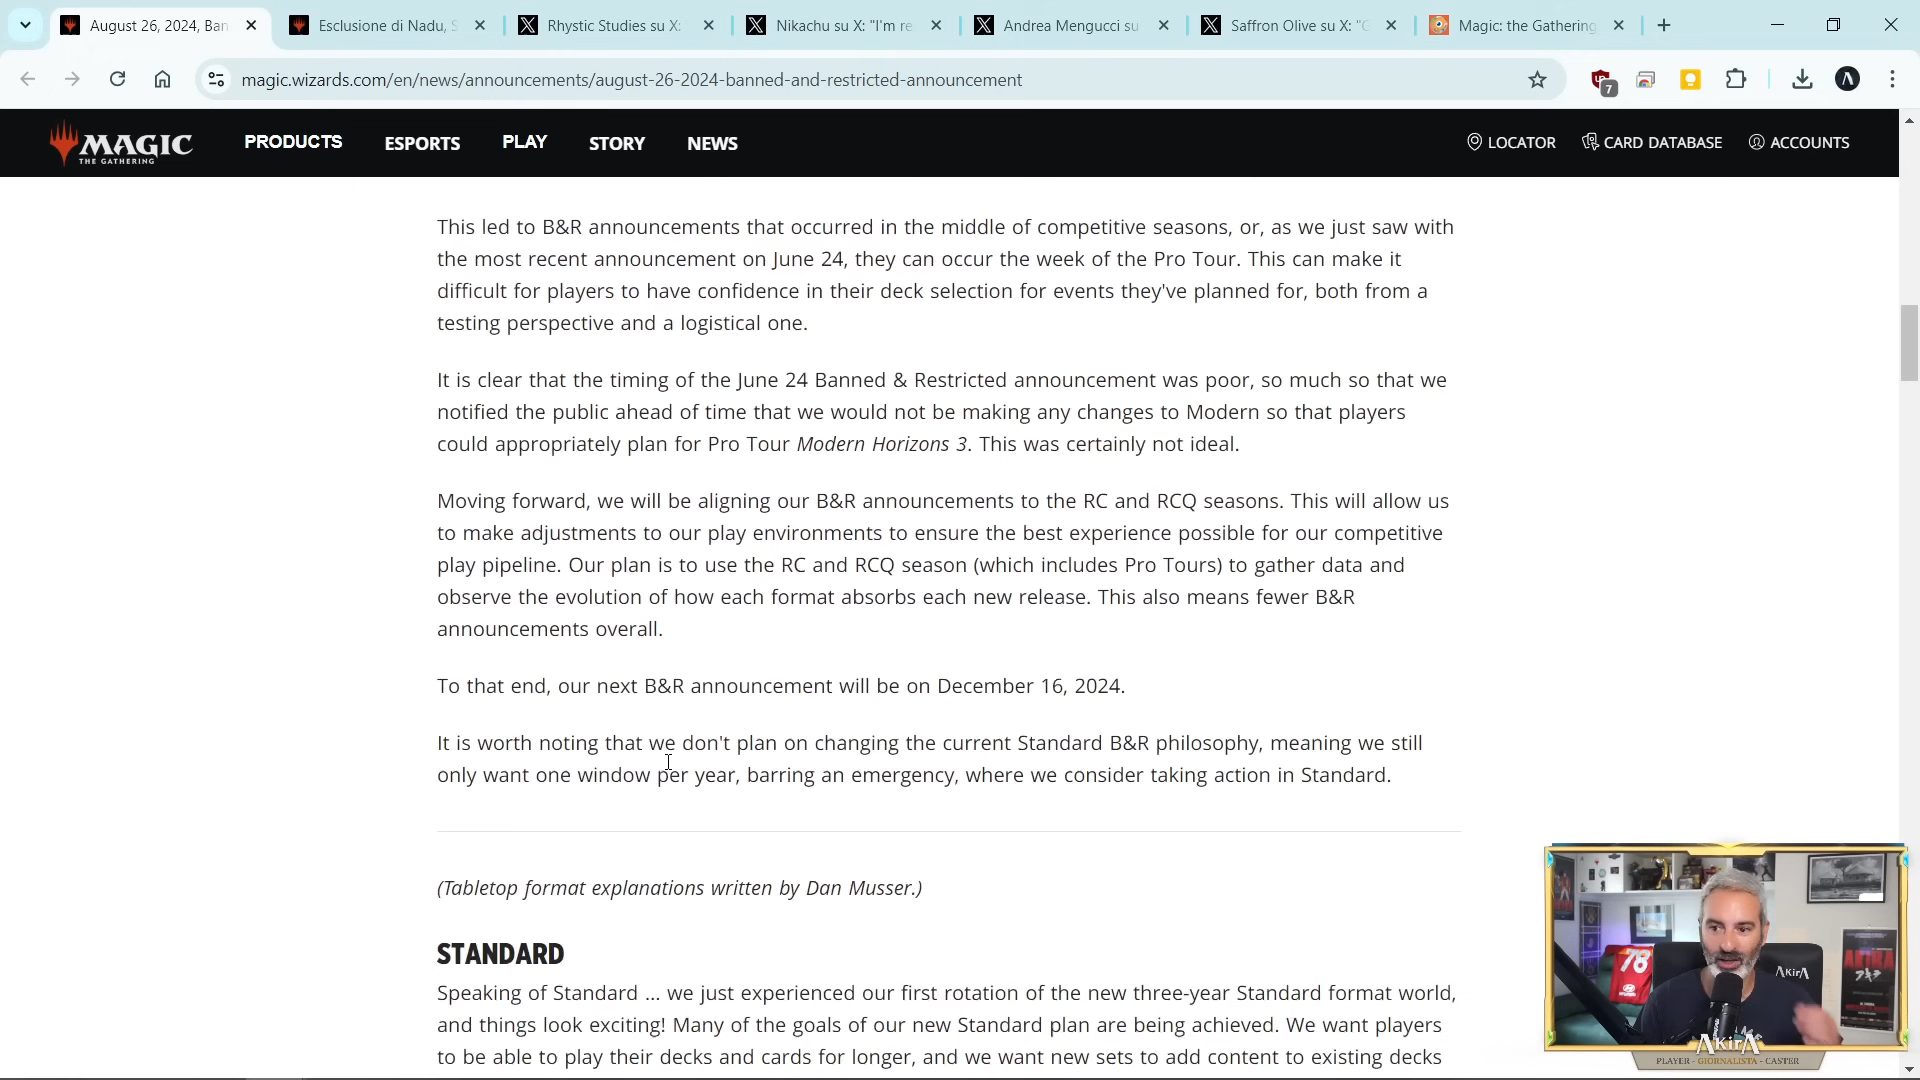 August 26, 2024, Ban
Esclusione di Nadu, S
Rhystic Studies su X:
Nikachu su X: "I'm re
Andrea Mengucci su
Saffron Olive su X: "G
Magic: the Gathering
magic.wizards.com/en/news/announcements/august-26-2024-banned-and-restricted-announcement
7
MAGIC
THE GATHERING
PRODUCTS
ESPORTS
PLAY
STORY
NEWS
LOCATOR
CARD DATABASE
ACCOUNTS
This led to B&R announcements that occurred in the middle of competitive seasons, or, as we just saw with
the most recent announcement on June 24, they can occur the week of the Pro Tour. This can make it
difficult for players to have confidence in their deck selection for events they've planned for, both from a
testing perspective and a logistical one.
It is clear that the timing of the June 24 Banned & Restricted announcement was poor, so much so that we
notified the public ahead of time that we would not be making any changes to Modern so that players
could appropriately plan for Pro Tour Modern Horizons 3. This was certainly not ideal.
Moving forward, we will be aligning our B&R announcements to the RC and RCQ seasons. This will allow us
to make adjustments to our play environments to ensure the best experience possible for our competitive
play pipeline. Our plan is to use the RC and RCQ season (which includes Pro Tours) to gather data and
observe the evolution of how each format absorbs each new release. This also means fewer B&R
announcements overall.
To that end, our next B&R announcement will be on December 16, 2024.
It is worth noting that we don't plan on changing the current Standard B&R philosophy, meaning we still
only want one window per year, barring an emergency, where we consider taking action in Standard.
(Tabletop format explanations written by Dan Musser.)
STANDARD
Speaking of Standard ... we just experienced our first rotation of the new three-year Standard format world,
and things look exciting! Many of the goals of our new Standard plan are being achieved. We want players
to be able to play their decks and cards for longer, and we want new sets to add content to existing decks
78
AkirA
AkirA
PLAYER - GIORNALISTA - CASTER